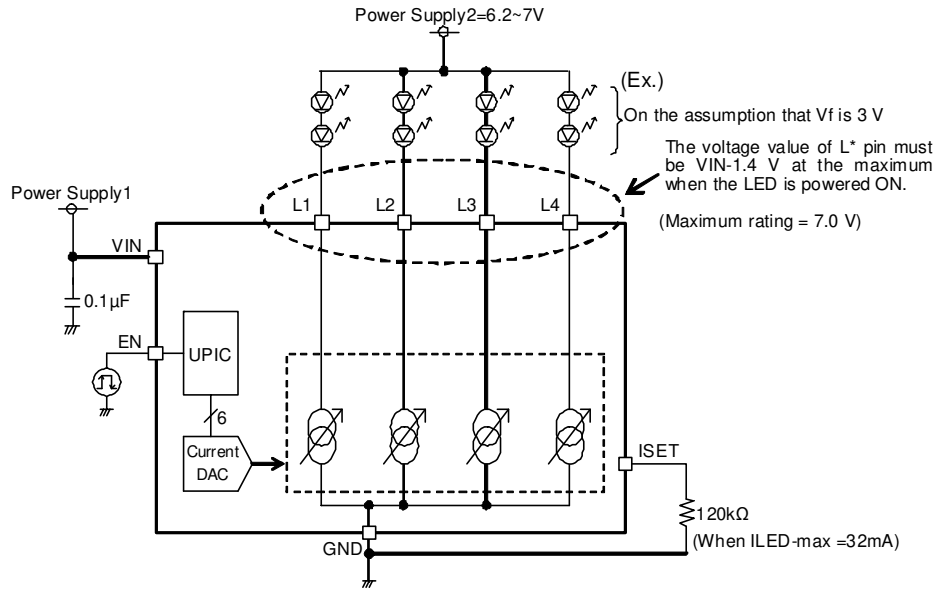 Power Supply2=6.2~7V
(Ex.)
On the assumption that Vf is 3 V
The voltage value of L* pin must
be VIN-1.4 V at the maximum
when the LED is powered ON.
(Maximum rating = 7.0 V)
Power Supply1
L1
L2
L3
L4
VIN
0.1µF
EN
UPIC
6
Current
DAC
ISET
120kΩ
(When ILED-max =32mA)
GND